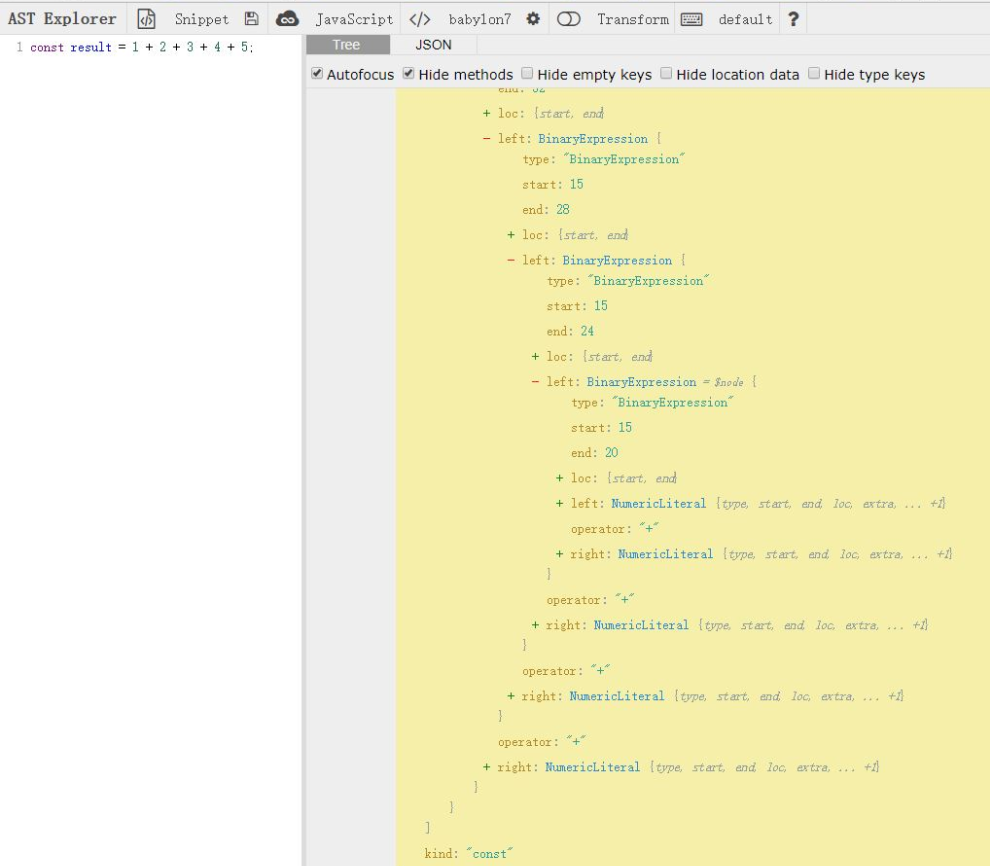 AST Explorer Snippet JavaScript </> babylon7 Transform default ?
1 const result = 1 + 2 + 3 + 4 + 5;
Tree JSON
Autofocus Hide methods Hide empty keys Hide location data Hide type keys
end: 32
+ loc: {start, end}
- left: BinaryExpression {
type: "BinaryExpression"
start: 15
end: 28
+ loc: {start, end}
- left: BinaryExpression {
type: "BinaryExpression"
start: 15
end: 24
+ loc: {start, end}
- left: BinaryExpression = $node {
type: "BinaryExpression"
start: 15
end: 20
+ loc: {start, end}
+ left: NumericLiteral {type, start, end, loc, extra, ... +1}
operator: "+"
+ right: NumericLiteral {type, start, end, loc, extra, ... +1}
}
operator: "+"
+ right: NumericLiteral {type, start, end, loc, extra, ... +1}
}
operator: "+"
+ right: NumericLiteral {type, start, end, loc, extra, ... +1}
}
operator: "+"
+ right: NumericLiteral {type, start, end, loc, extra, ... +1}
}
}
]
kind: "const"